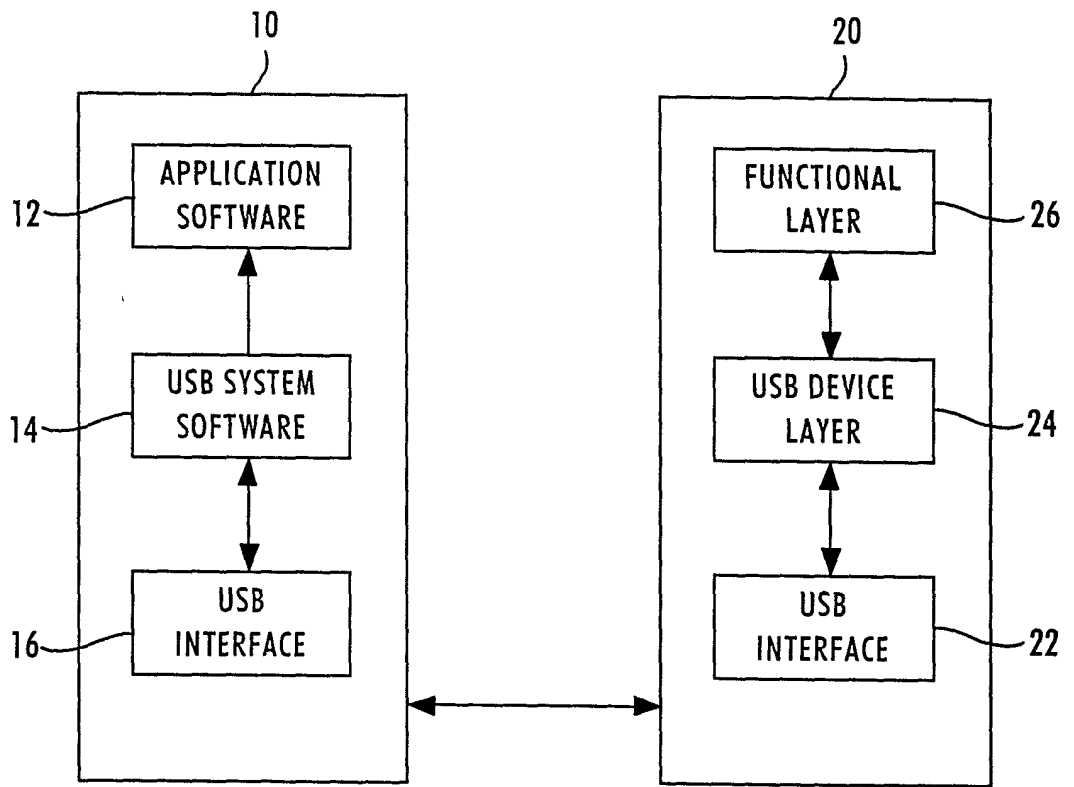 10
20
APPLICATION
SOFTWARE
12
FUNCTIONAL
LAYER
26
USB SYSTEM
SOFTWARE
14
USB DEVICE
LAYER
24
USB
INTERFACE
16
USB
INTERFACE
22